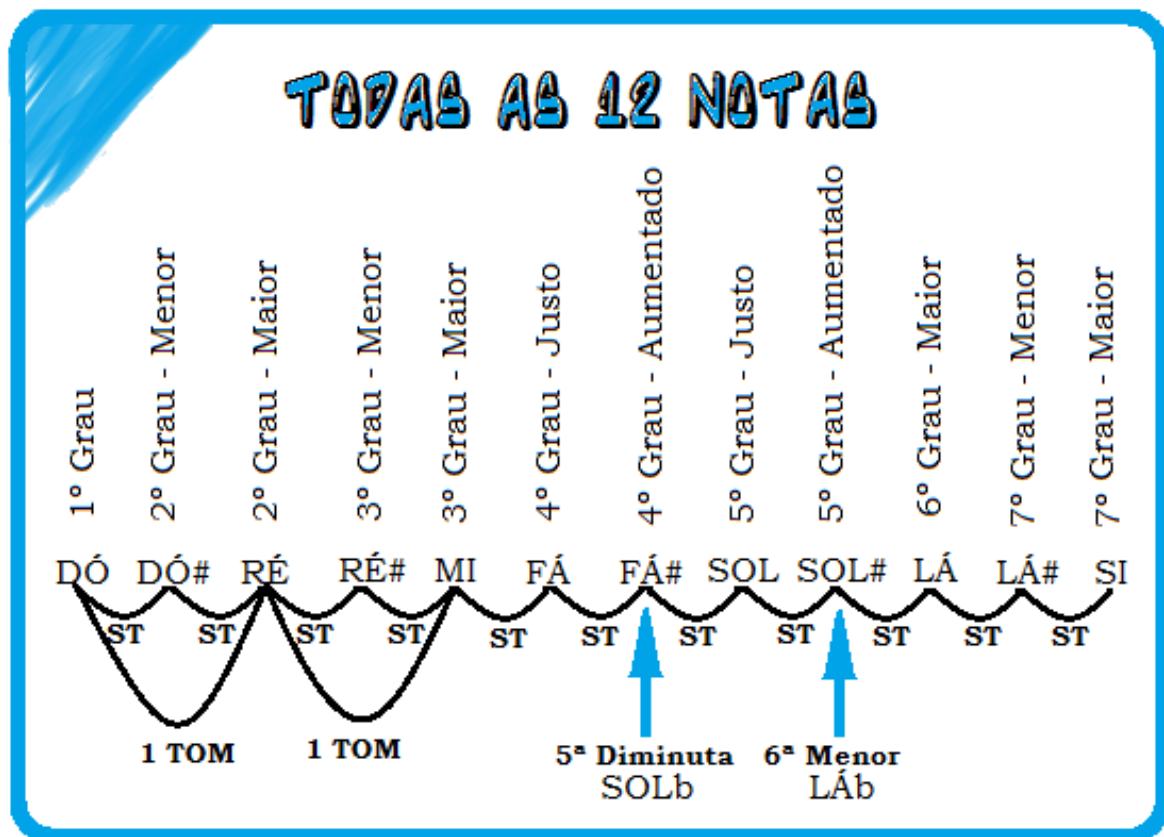 TODAS AS 12 NOTAS
1º Grau
2º Grau - Menor
2º Grau - Maior
3º Grau - Menor
3º Grau - Maior
4º Grau - Justo
4º Grau - Aumentado
5º Grau - Justo
5º Grau - Aumentado
6º Grau - Maior
7º Grau - Menor
7º Grau - Maior
DÓ DÓ# RÉ RÉ# MI FÁ FÁ# SOL SOL# LÁ LÁ# SI
ST ST ST ST ST ST ST ST ST ST ST
1 TOM 1 TOM
5ª Diminuta 6ª Menor
SOLb LÁb